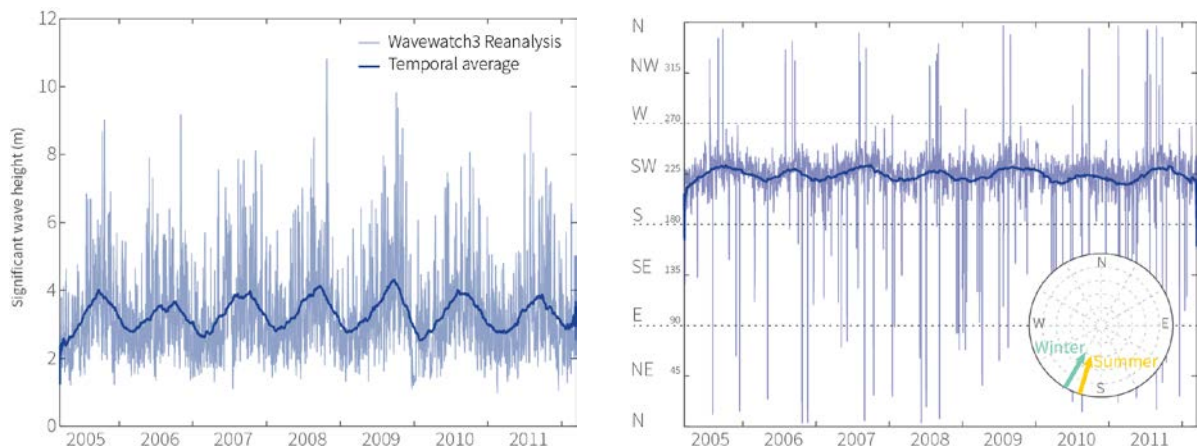 12
10
8
6
4
2
0
Significant wave height (m)
Wavewatch3 Reanalysis
Temporal average
2005 2006 2007 2008 2009 2010 2011
N
NW 315
W 270
SW 225
S 180
SE 135
E 90
NE 45
N
N
W E
Winter
Summer
S
2005 2006 2007 2008 2009 2010 2011